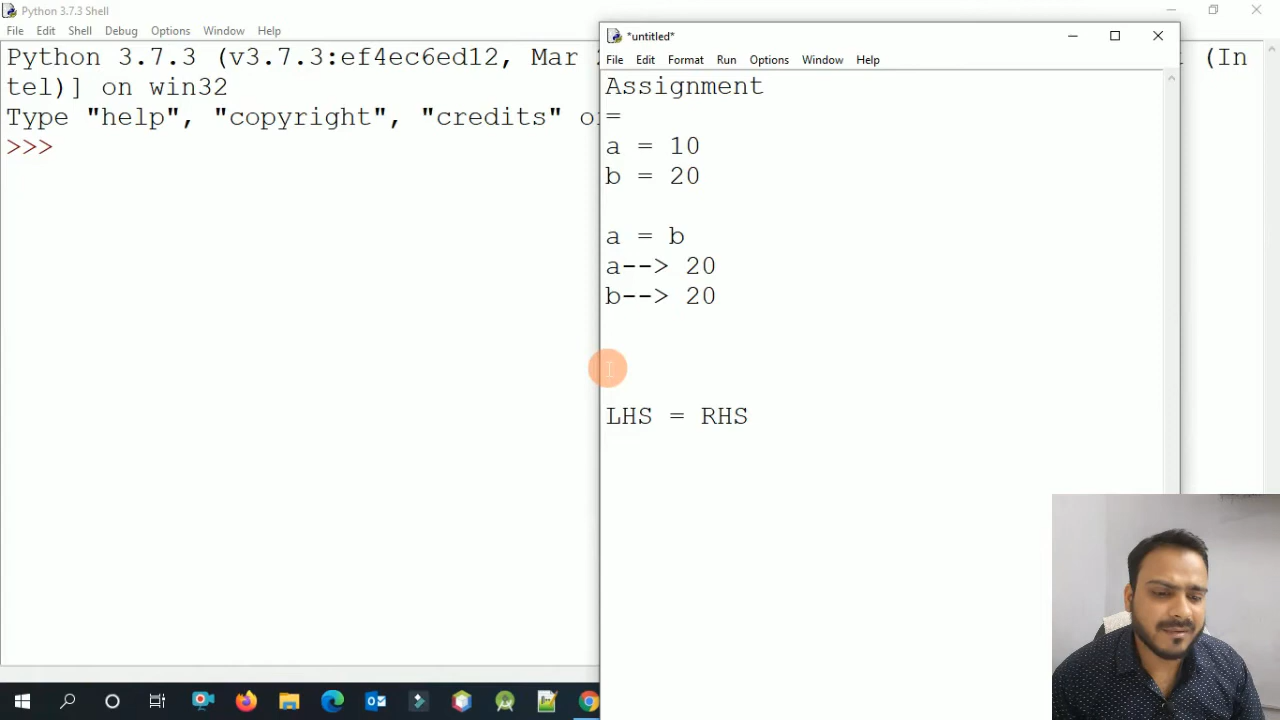 Python 3.7.3 Shell
File Edit Shell Debug Options Window Help
Python 3.7.3 (v3.7.3:ef4ec6ed12, Mar (In
tel)] on win32
Type "help", "copyright", "credits"
>>>
*untitled*
File Edit Format Run Options Window Help
Assignment
=
a = 10
b = 20
a = b
a--> 20
b--> 20
LHS = RHS